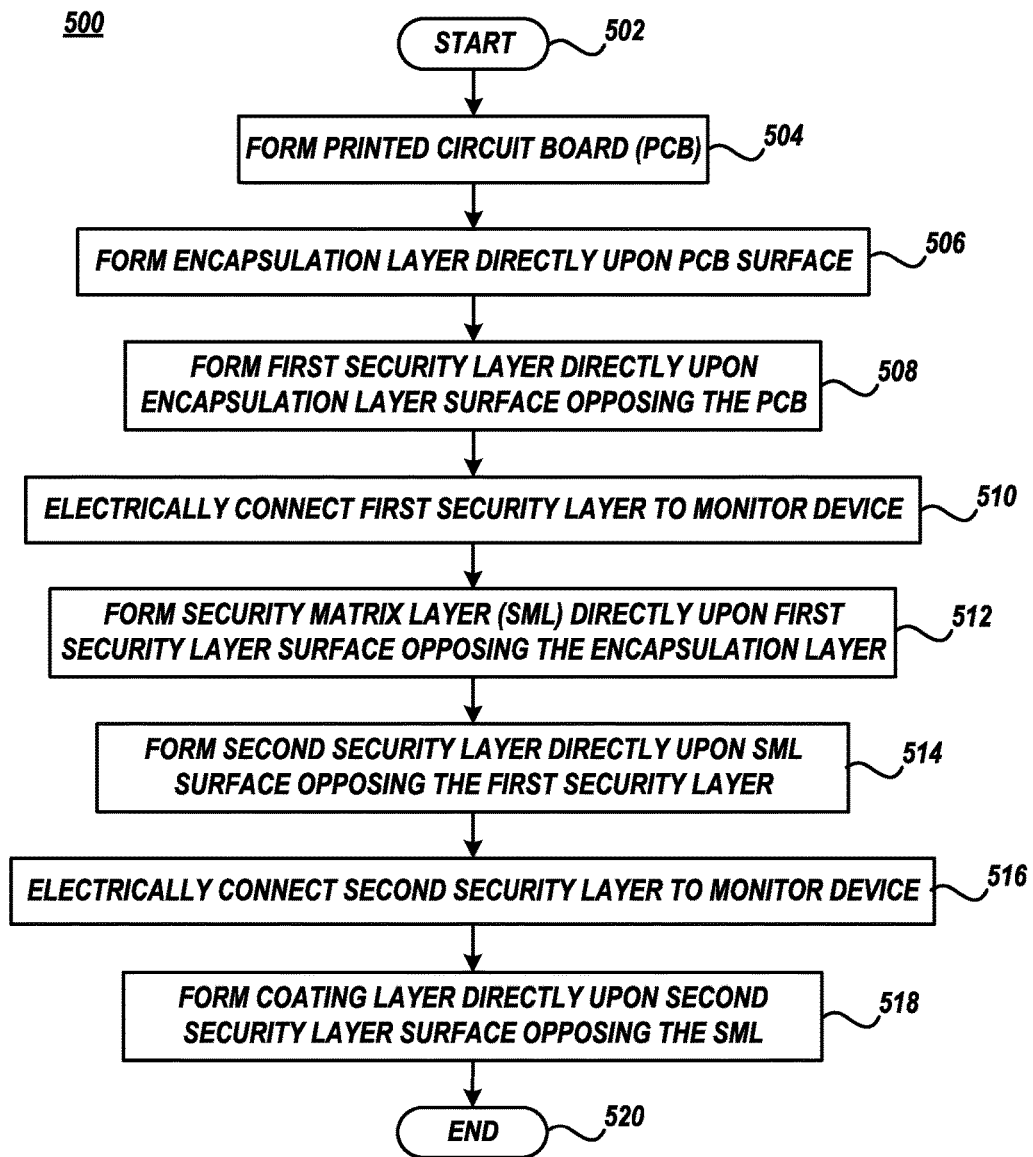 500
START
502
FORM PRINTED CIRCUIT BOARD (PCB)
504
FORM ENCAPSULATION LAYER DIRECTLY UPON PCB SURFACE
506
FORM FIRST SECURITY LAYER DIRECTLY UPON
ENCAPSULATION LAYER SURFACE OPPOSING THE PCB
508
ELECTRICALLY CONNECT FIRST SECURITY LAYER TO MONITOR DEVICE
510
FORM SECURITY MATRIX LAYER (SML) DIRECTLY UPON FIRST
SECURITY LAYER SURFACE OPPOSING THE ENCAPSULATION LAYER
512
FORM SECOND SECURITY LAYER DIRECTLY UPON SML
SURFACE OPPOSING THE FIRST SECURITY LAYER
514
ELECTRICALLY CONNECT SECOND SECURITY LAYER TO MONITOR DEVICE
516
FORM COATING LAYER DIRECTLY UPON SECOND
SECURITY LAYER SURFACE OPPOSING THE SML
518
END
520